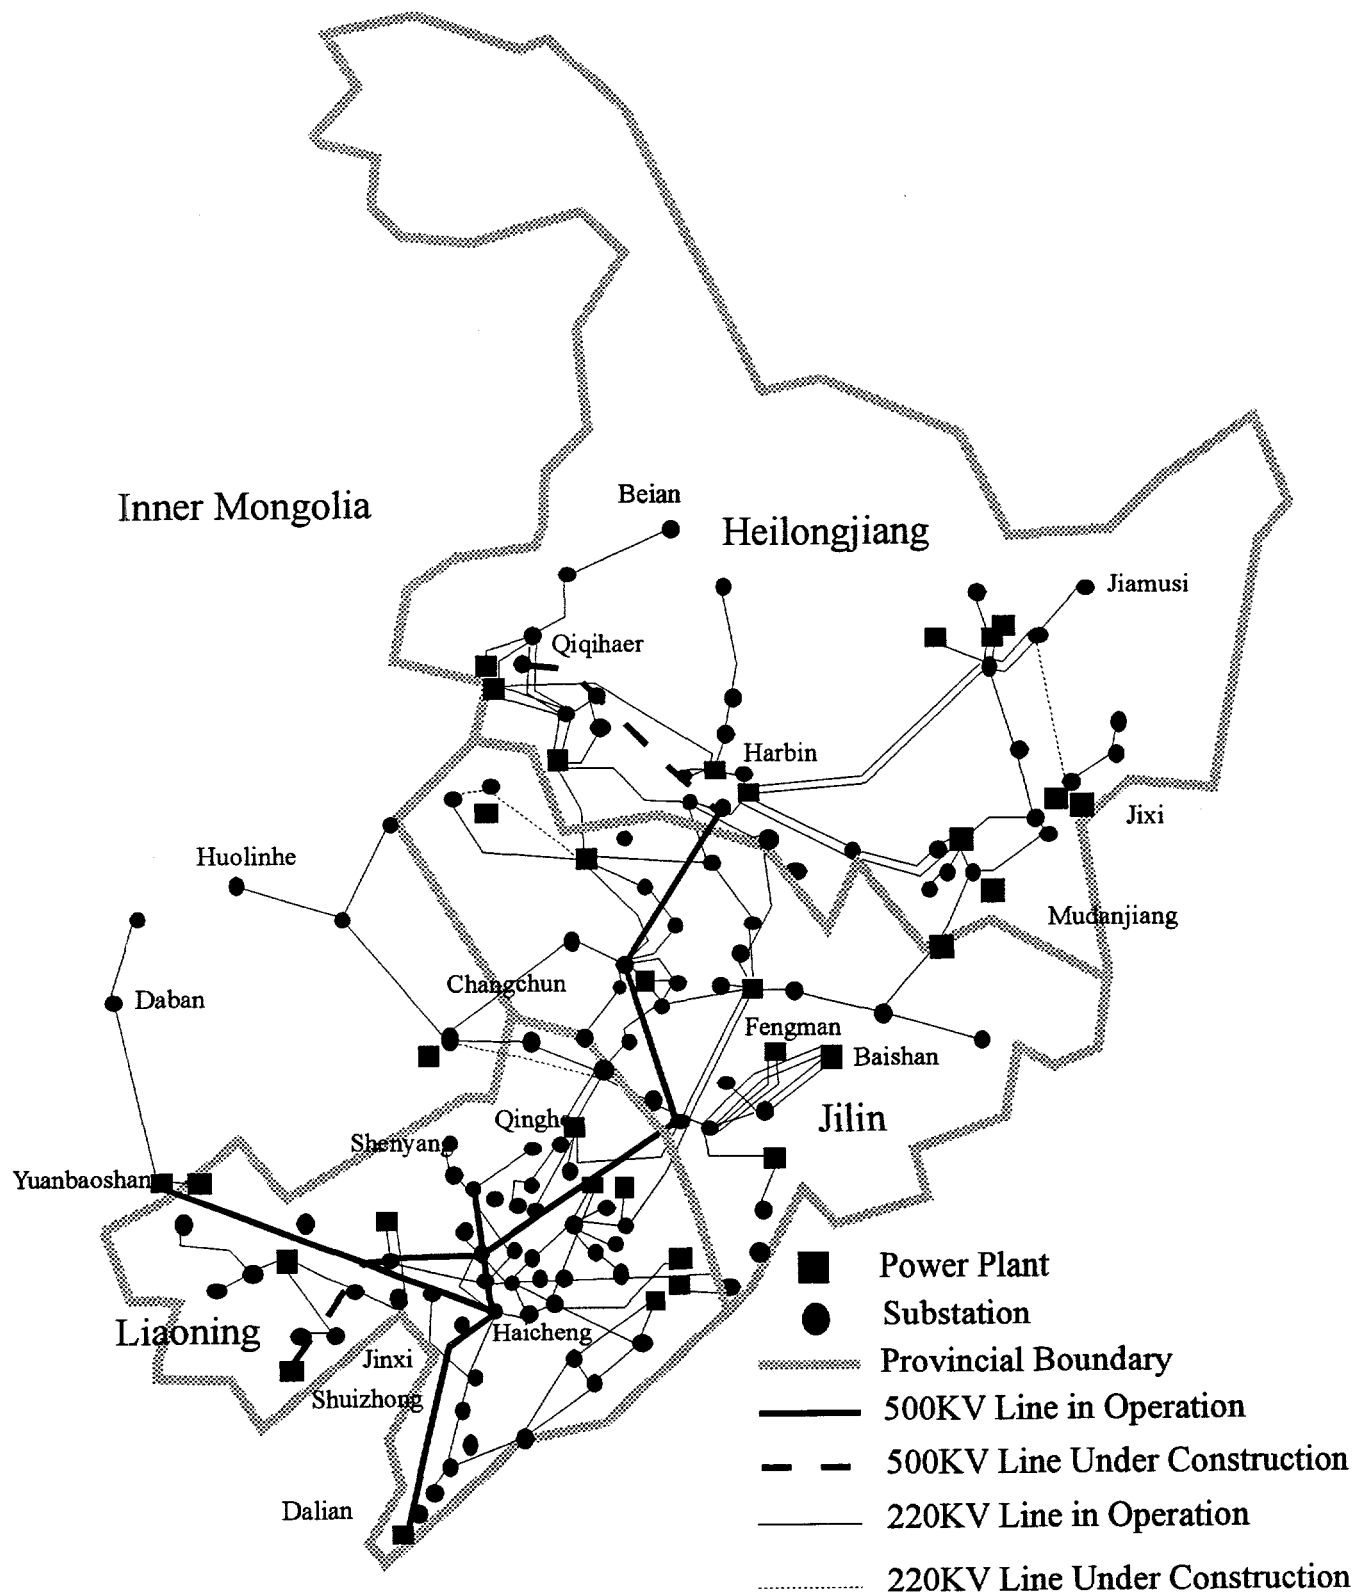 Beian
Inner Mongolia
Heilongjiang
Jiamusi
Qiqihaer
Harbin
Jixi
Huolinhe
Mudanjiang
Changchun
Daban
Fengman
Baishan
Qinghe
Jilin
Shenyang
Yuanbaoshan
Power Plant
Substation
Liaoning
Haicheng
Jinxi
Provincial Boundary
Shuizhong
500KV Line in Operation
500KV Line Under Construction
Dalian
220KV Line in Operation
220KV Line Under Construction